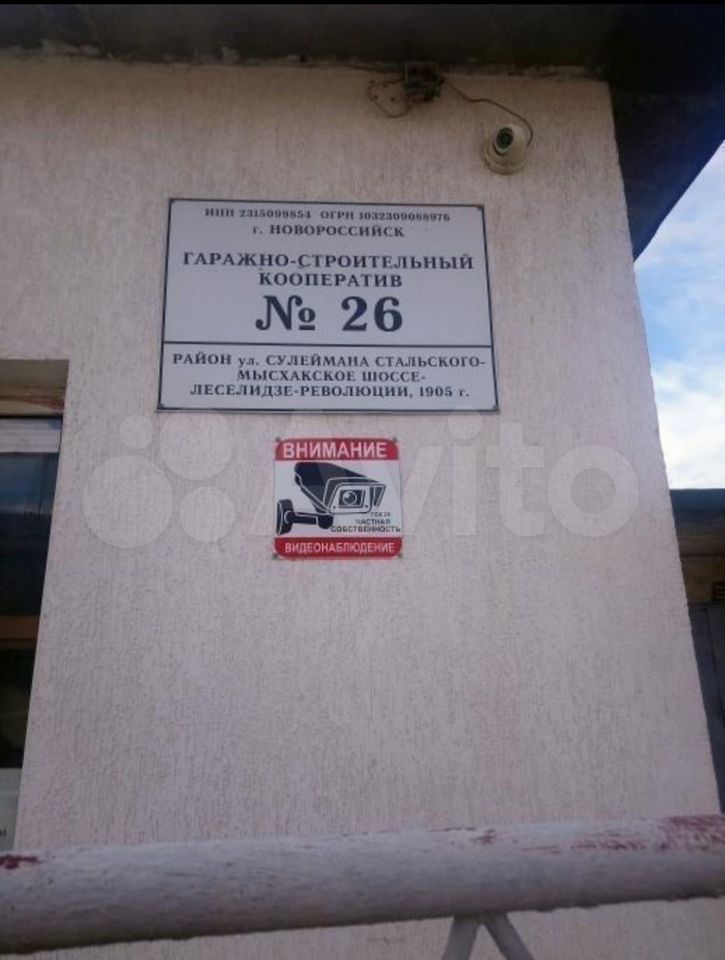 ИНН 2315099854 ОГРН 1032309088976
г. НОВОРОССИЙСК
ГАРАЖНО-СТРОИТЕЛЬНЫЙ
КООПЕРАТИВ
№ 26
РАЙОН ул. СУЛЕЙМАНА СТАЛЬСКОГО-
МЫСХАКСКОЕ ШОССЕ-
ЛЕСЕЛИДЗЕ-РЕВОЛЮЦИИ, 1905 г.
ВНИМАНИЕ
ЧАСТНАЯ
СОБСТВЕННОСТЬ
ВИДЕОНАБЛЮДЕНИЕ
Avito